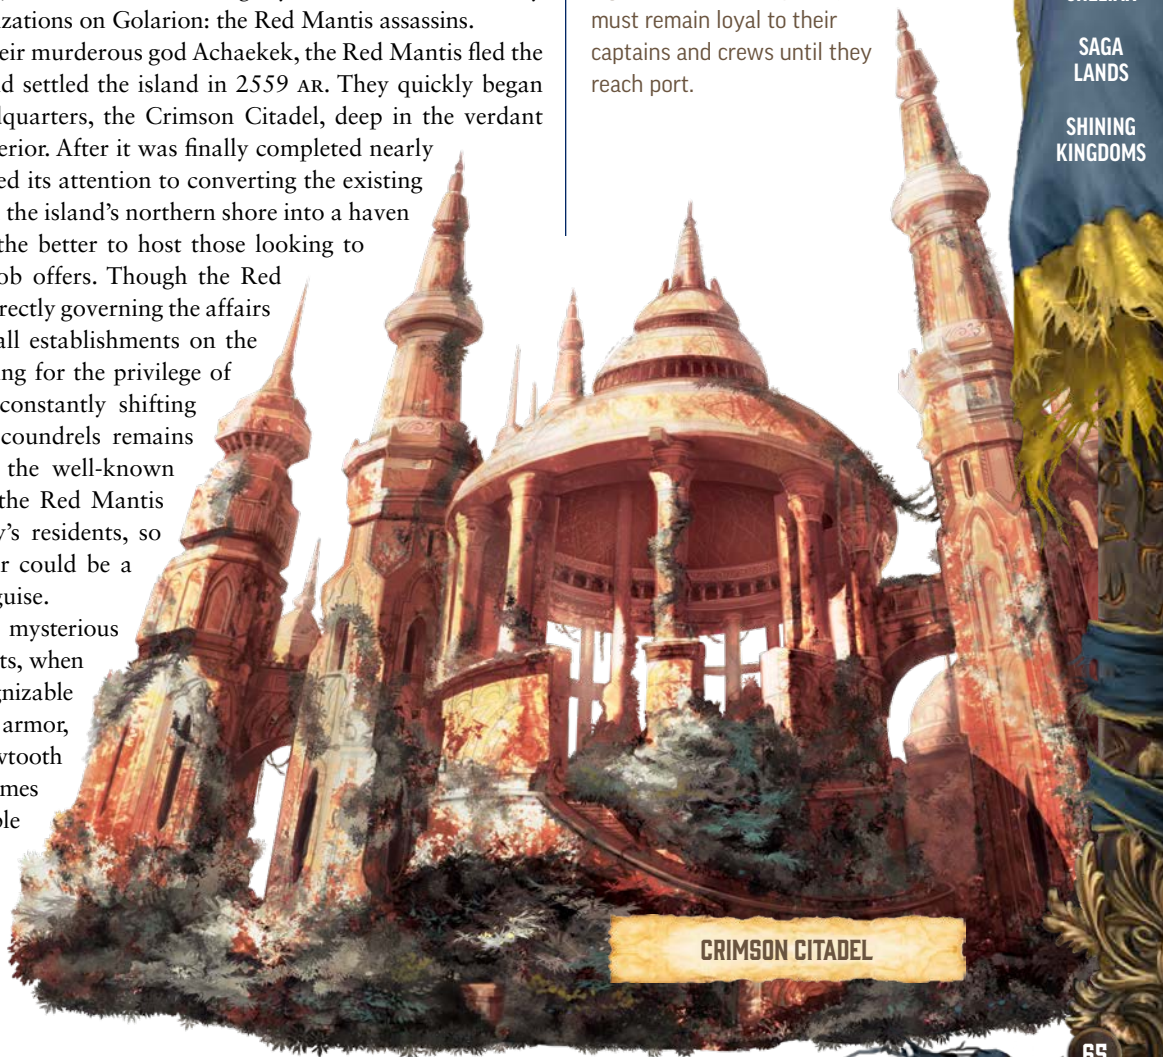 izations on Golarion: the Red Mantis assassins.
eir murderous god Achaekek, the Red Mantis fled the
d settled the island in 2559 AR. They quickly began
lquarters, the Crimson Citadel, deep in the verdant
erior. After it was finally completed nearly
ed its attention to converting the existing
the island's northern shore into a haven
the better to host those looking to
ob offers. Though the Red
rectly governing the affairs
all establishments on the
ing for the privilege of
constantly shifting
coundrels remains
the well-known
the Red Mantis
y's residents, so
r could be a
guise.
mysterious
ts, when
gnizable
armor,
vtooth
mes
ole
must remain loyal to their
captains and crews until they
reach port.
SAGA
LANDS
SHINING
KINGDOMS
CRIMSON CITADEL
65